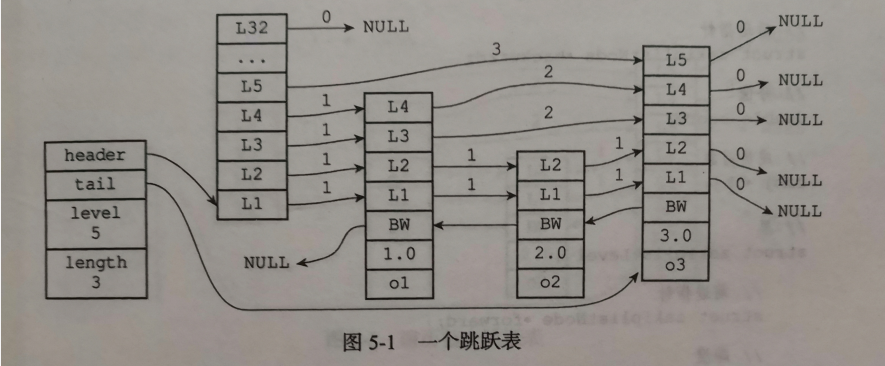 header
tail
level
5
length
3
L32
...
L5
L4
L3
L2
L1
0
NULL
3
1
1
1
1
L4
L3
L2
L1
BW
1.0
o1
NULL
2
2
1
1
L2
L1
BW
2.0
o2
1
1
L5
L4
L3
L2
L1
BW
3.0
o3
0
NULL
0
NULL
0
NULL
0
NULL
0
NULL
图 5-1 一个跳跃表